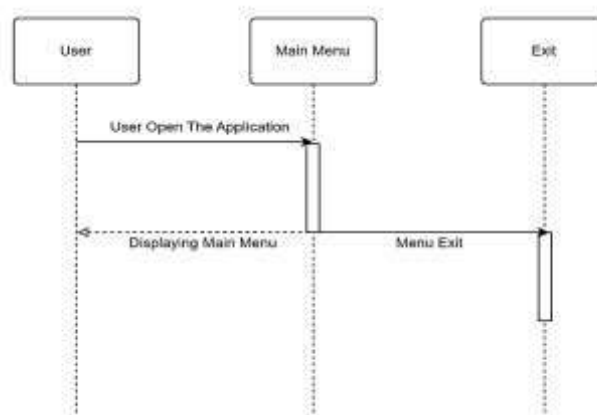 User
Main Menu
Exit
User Open The Application
Displaying Main Menu
Menu Exit